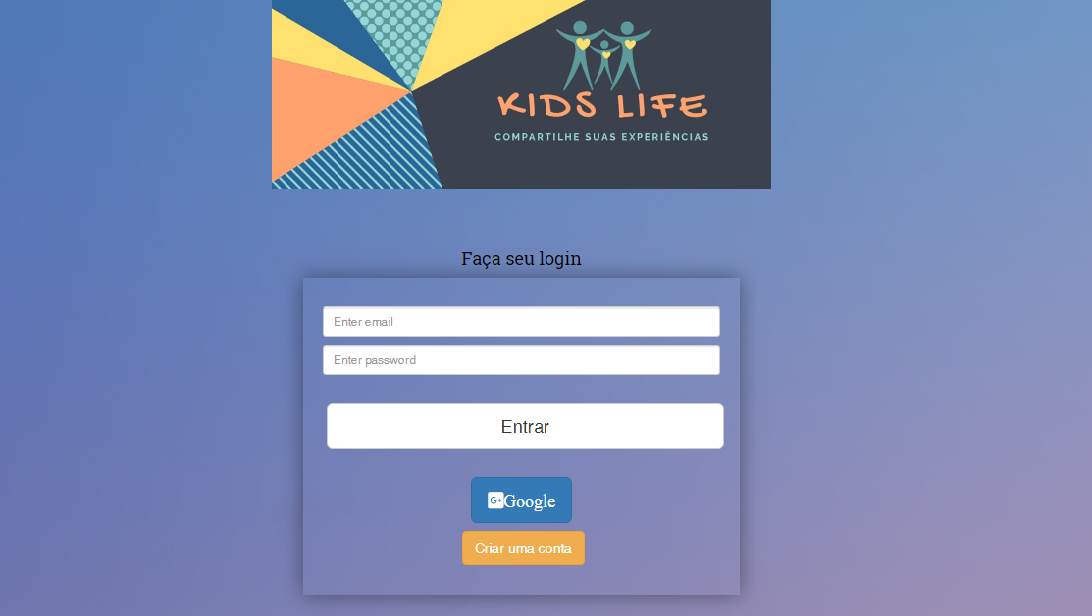 KIDS LIFE
COMPARTILHE SUAS EXPERIÊNCIAS
Faça seu login
Enter email
Enter password
Entrar
G+ Google
Criar uma conta